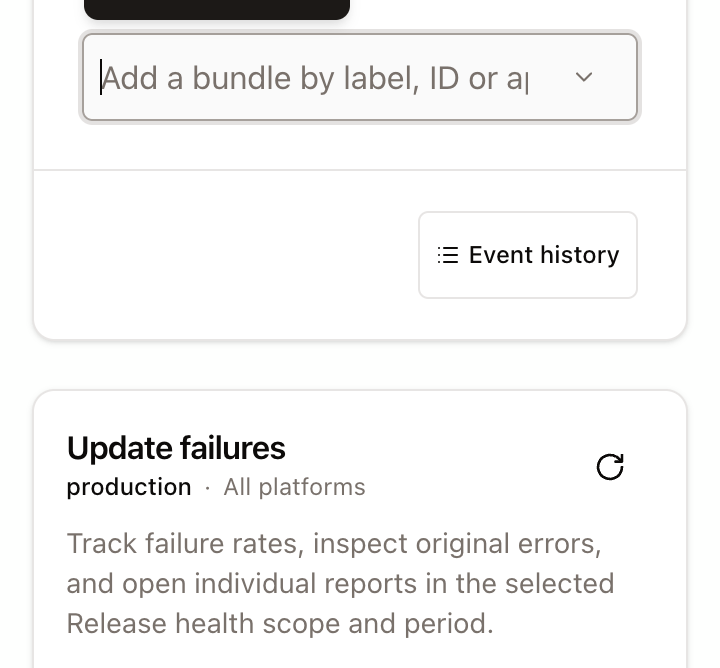 Add a bundle by label, ID or
Event history
Update failures
production · All platforms
Track failure rates, inspect original errors,
and open individual reports in the selected
Release health scope and period.